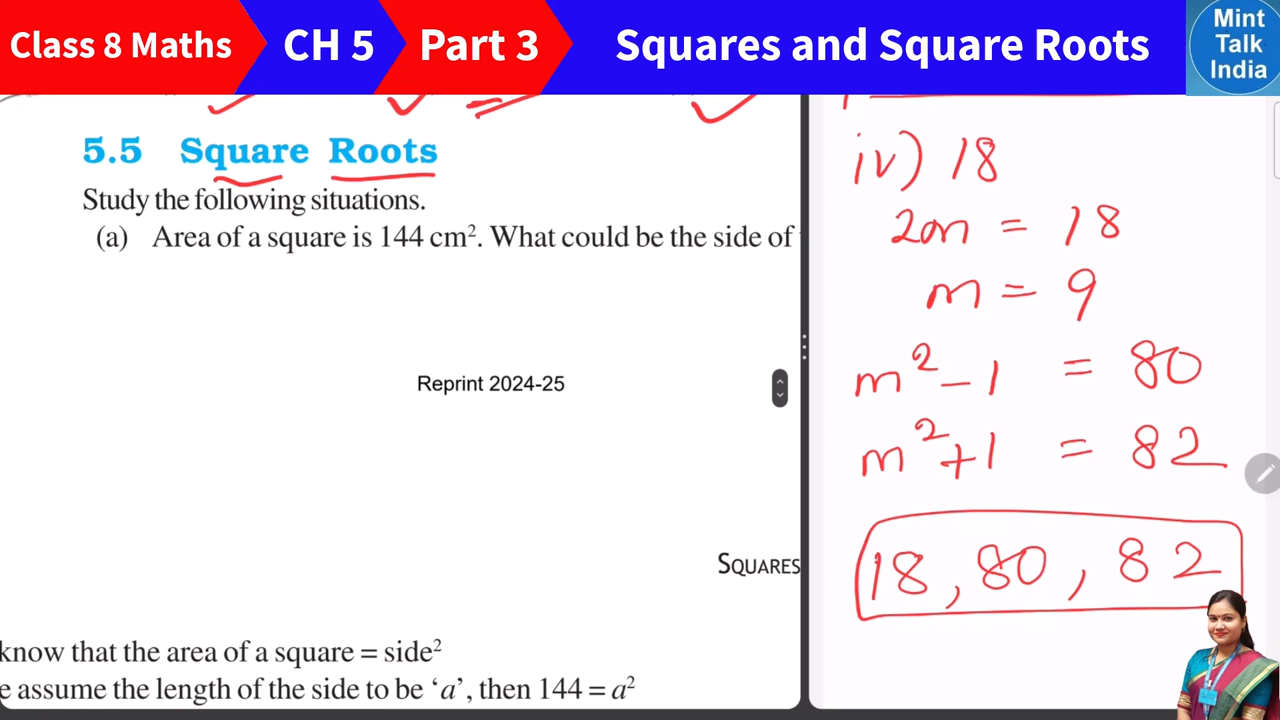 Class 8 Maths CH 5 Part 3 Squares and Square Roots
Mint
Talk
India
5.5 Square Roots
Study the following situations.
(a) Area of a square is 144 cm². What could be the side of
Reprint 2024-25
SQUARES
know that the area of a square = side²
e assume the length of the side to be ‘a’, then 144 = a²
iv) 18
2m = 18
m = 9
m² - 1 = 80
m² + 1 = 82
18, 80, 82